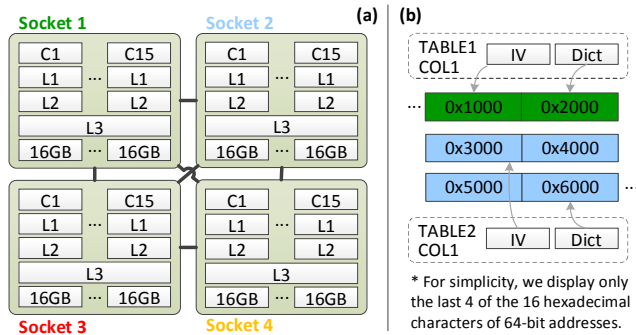 Socket 1
Socket 2
(a)
C1
C15
L1
...
L1
L2
L2
L3
16GB
...
16GB
C1
C15
L1
...
L1
L2
L2
L3
16GB
...
16GB
C1
C15
L1
...
L1
L2
L2
L3
16GB
...
16GB
C1
C15
L1
...
L1
L2
L2
L3
16GB
...
16GB
Socket 3
Socket 4
(b)
TABLE1
COL1
IV
Dict
...
0x1000
0x2000
0x3000
0x4000
0x5000
0x6000
...
TABLE2
COL1
IV
Dict
* For simplicity, we display only
the last 4 of the 16 hexadecimal
characters of 64-bit addresses.